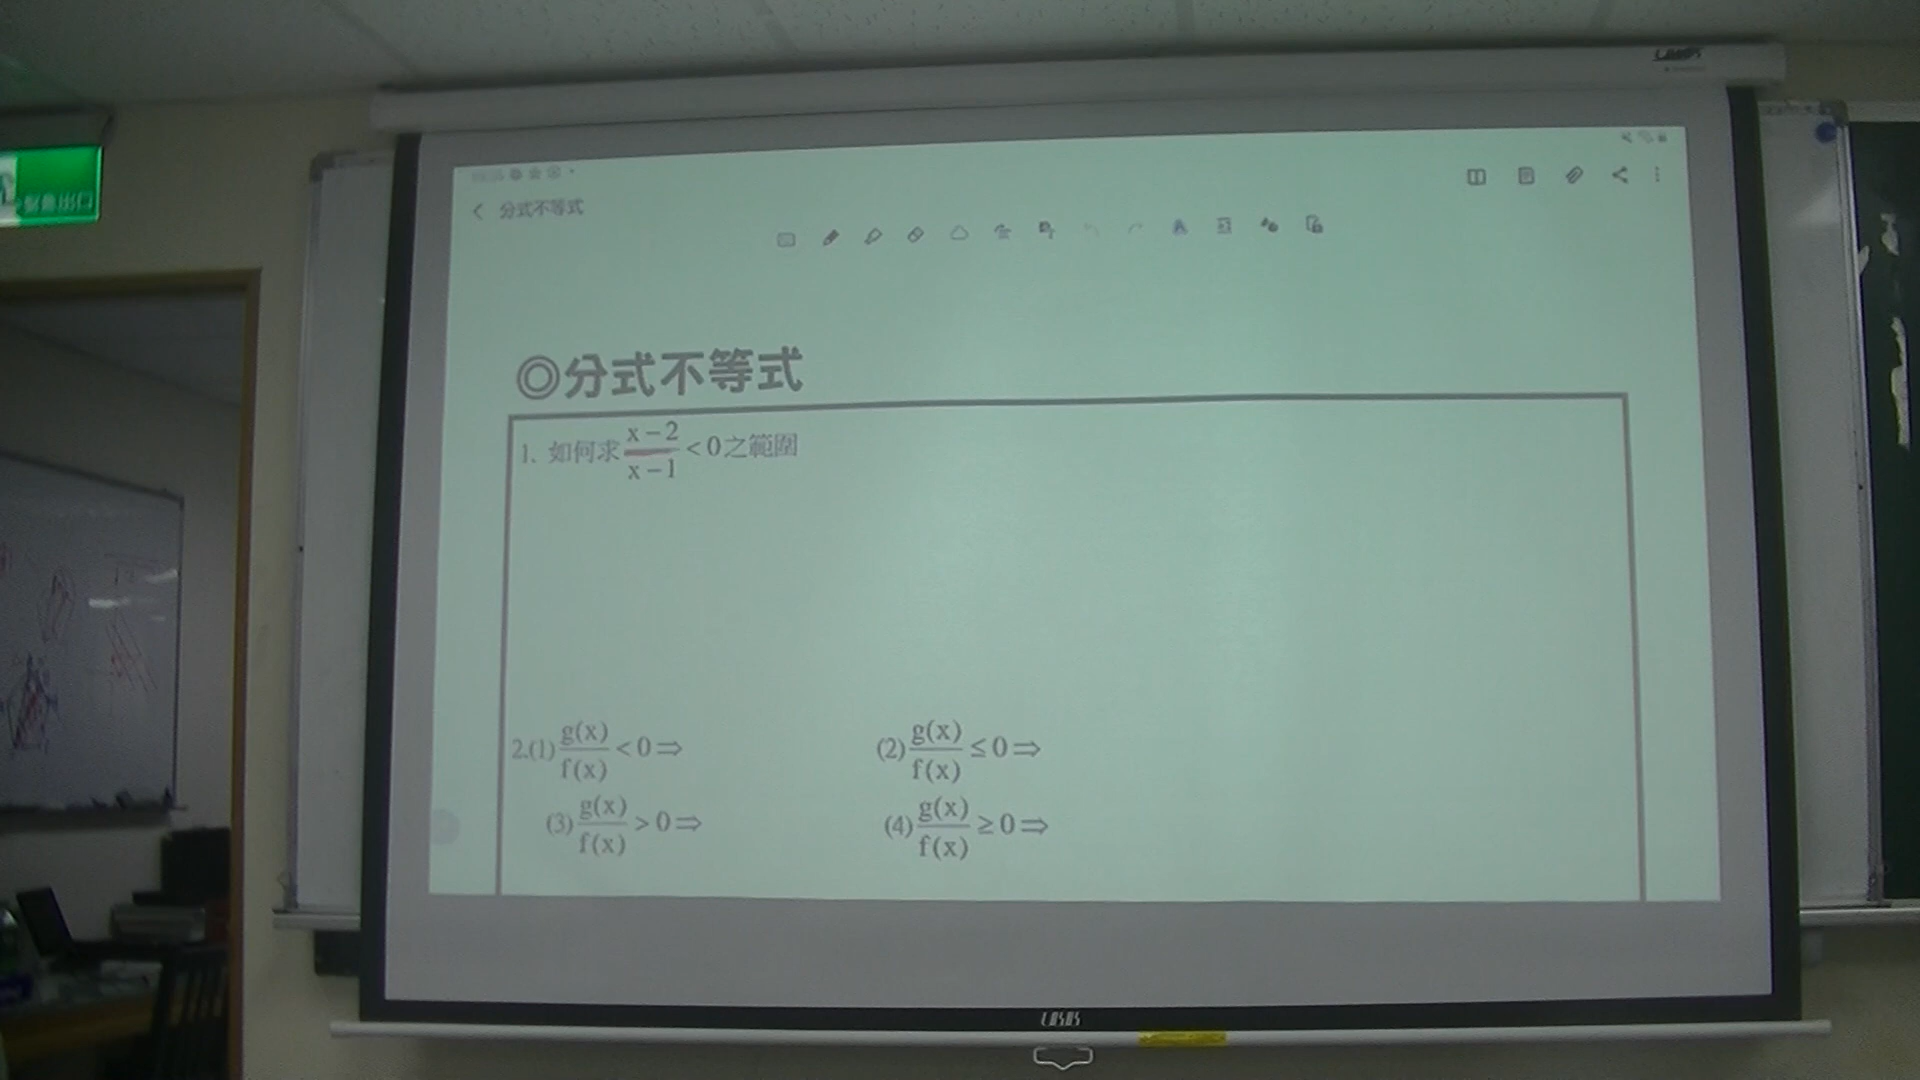 分式不等式
◎分式不等式
1. 如何求 (x-2)/(x-1) < 0 之範圍
2.(1) g(x)/f(x) < 0 ⇒
(2) g(x)/f(x) ≤ 0 ⇒
(3) g(x)/f(x) > 0 ⇒
(4) g(x)/f(x) ≥ 0 ⇒